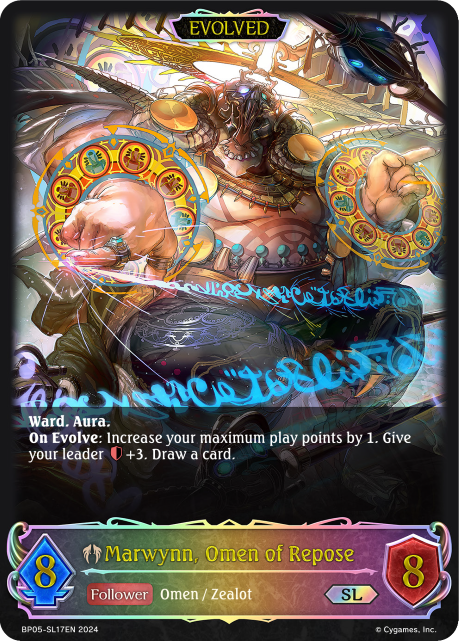 EVOLVED
Ward. Aura.
On Evolve: Increase your maximum play points by 1. Give
your leader +3. Draw a card.
Marwynn, Omen of Repose
8
Follower Omen / Zealot SL
8
BP05-SL17EN 2024 © Cygames, Inc.